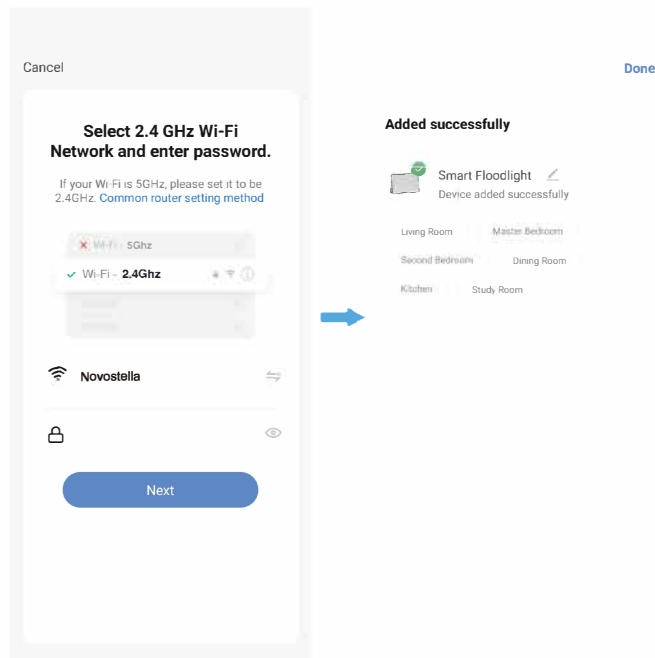 Cancel
Select 2.4 GHz Wi-Fi
Network and enter password.
If your Wi-Fi is 5GHz, please set it to be
2.4GHz. Common router setting method
Wi-Fi - 5Ghz
Wi-Fi - 2.4Ghz
Novostella
Next
Done
Added successfully
Smart Floodlight
Device added successfully
Living Room Master Bedroom
Second Bedroom Dining Room
Kitchen Study Room